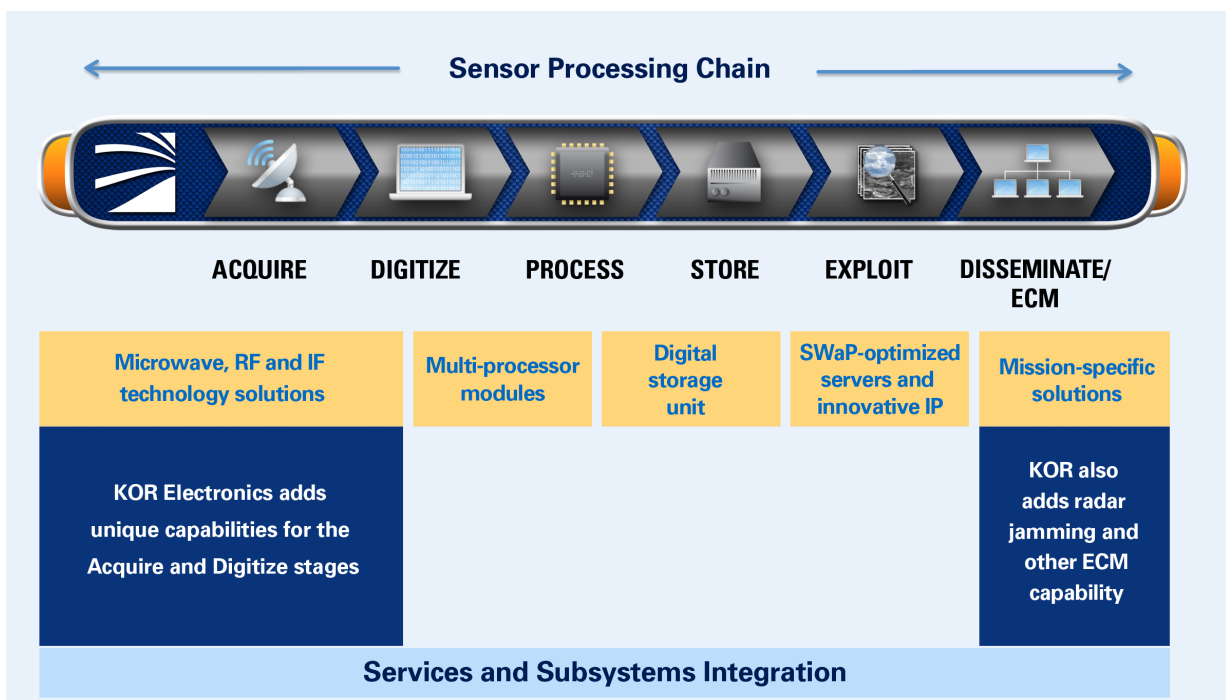 Sensor Processing Chain
ACQUIRE
DIGITIZE
PROCESS
STORE
EXPLOIT
DISSEMINATE/
ECM
Microwave, RF and IF
technology solutions
Multi-processor
modules
Digital
storage
unit
SWaP-optimized
servers and
innovative IP
Mission-specific
solutions
KOR Electronics adds
unique capabilities for the
Acquire and Digitize stages
KOR also
adds radar
jamming and
other ECM
capability
Services and Subsystems Integration